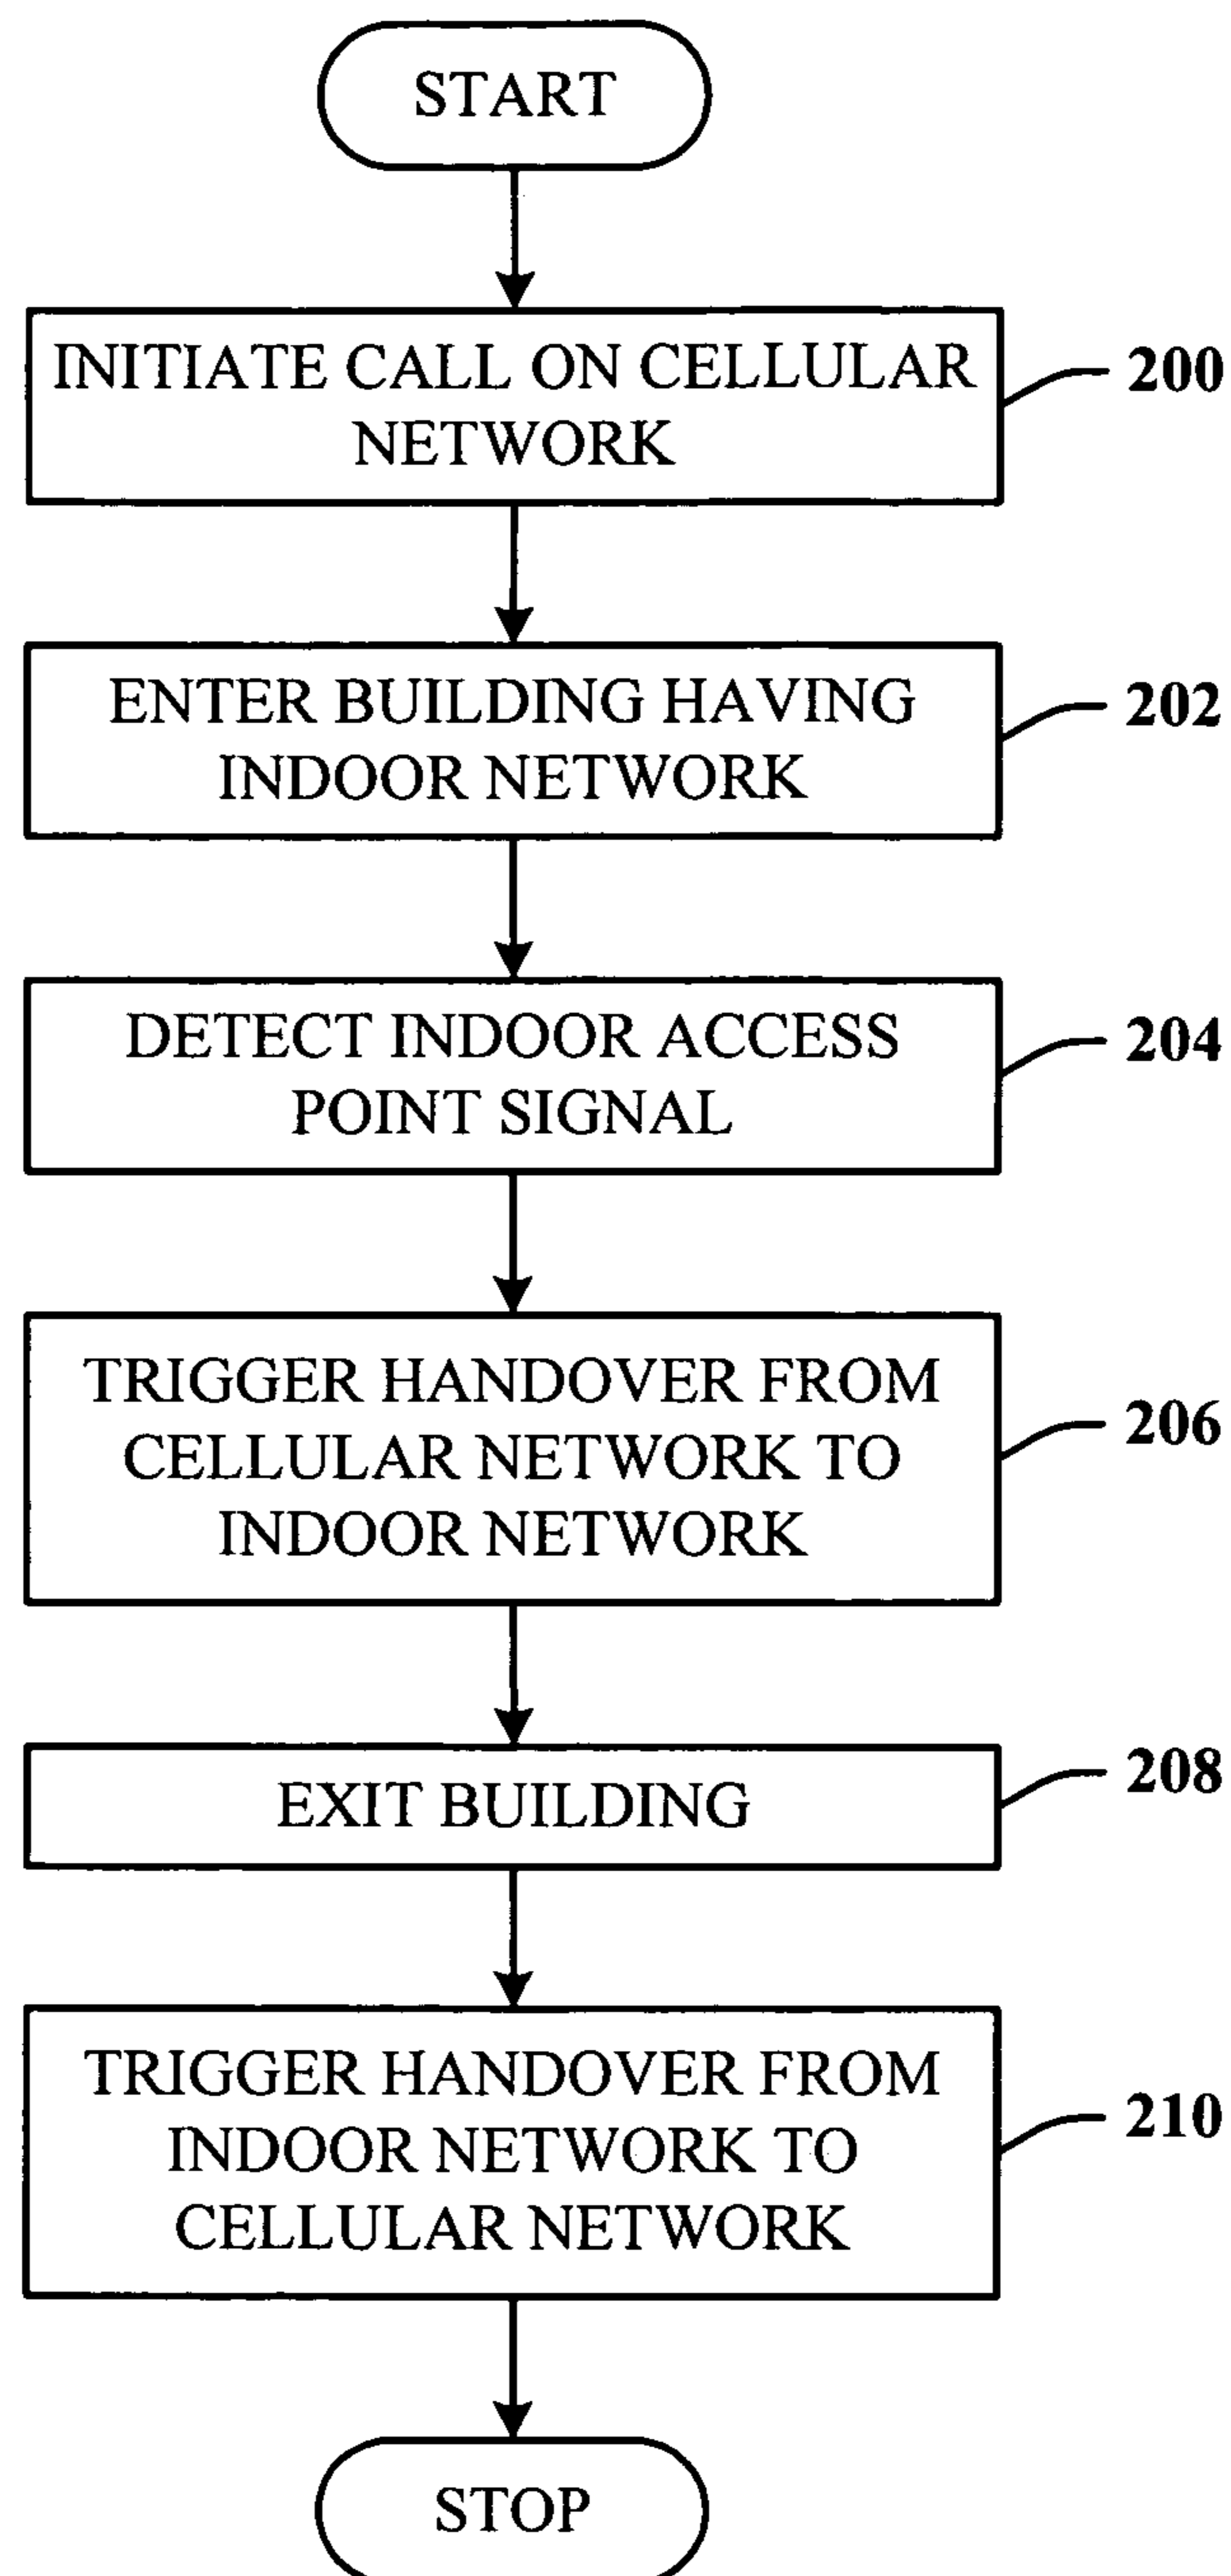 START
INITIATE CALL ON CELLULAR
NETWORK
200
ENTER BUILDING HAVING
INDOOR NETWORK
202
DETECT INDOOR ACCESS
POINT SIGNAL
204
TRIGGER HANDOVER FROM
CELLULAR NETWORK TO
INDOOR NETWORK
206
EXIT BUILDING
208
TRIGGER HANDOVER FROM
INDOOR NETWORK TO
CELLULAR NETWORK
210
STOP